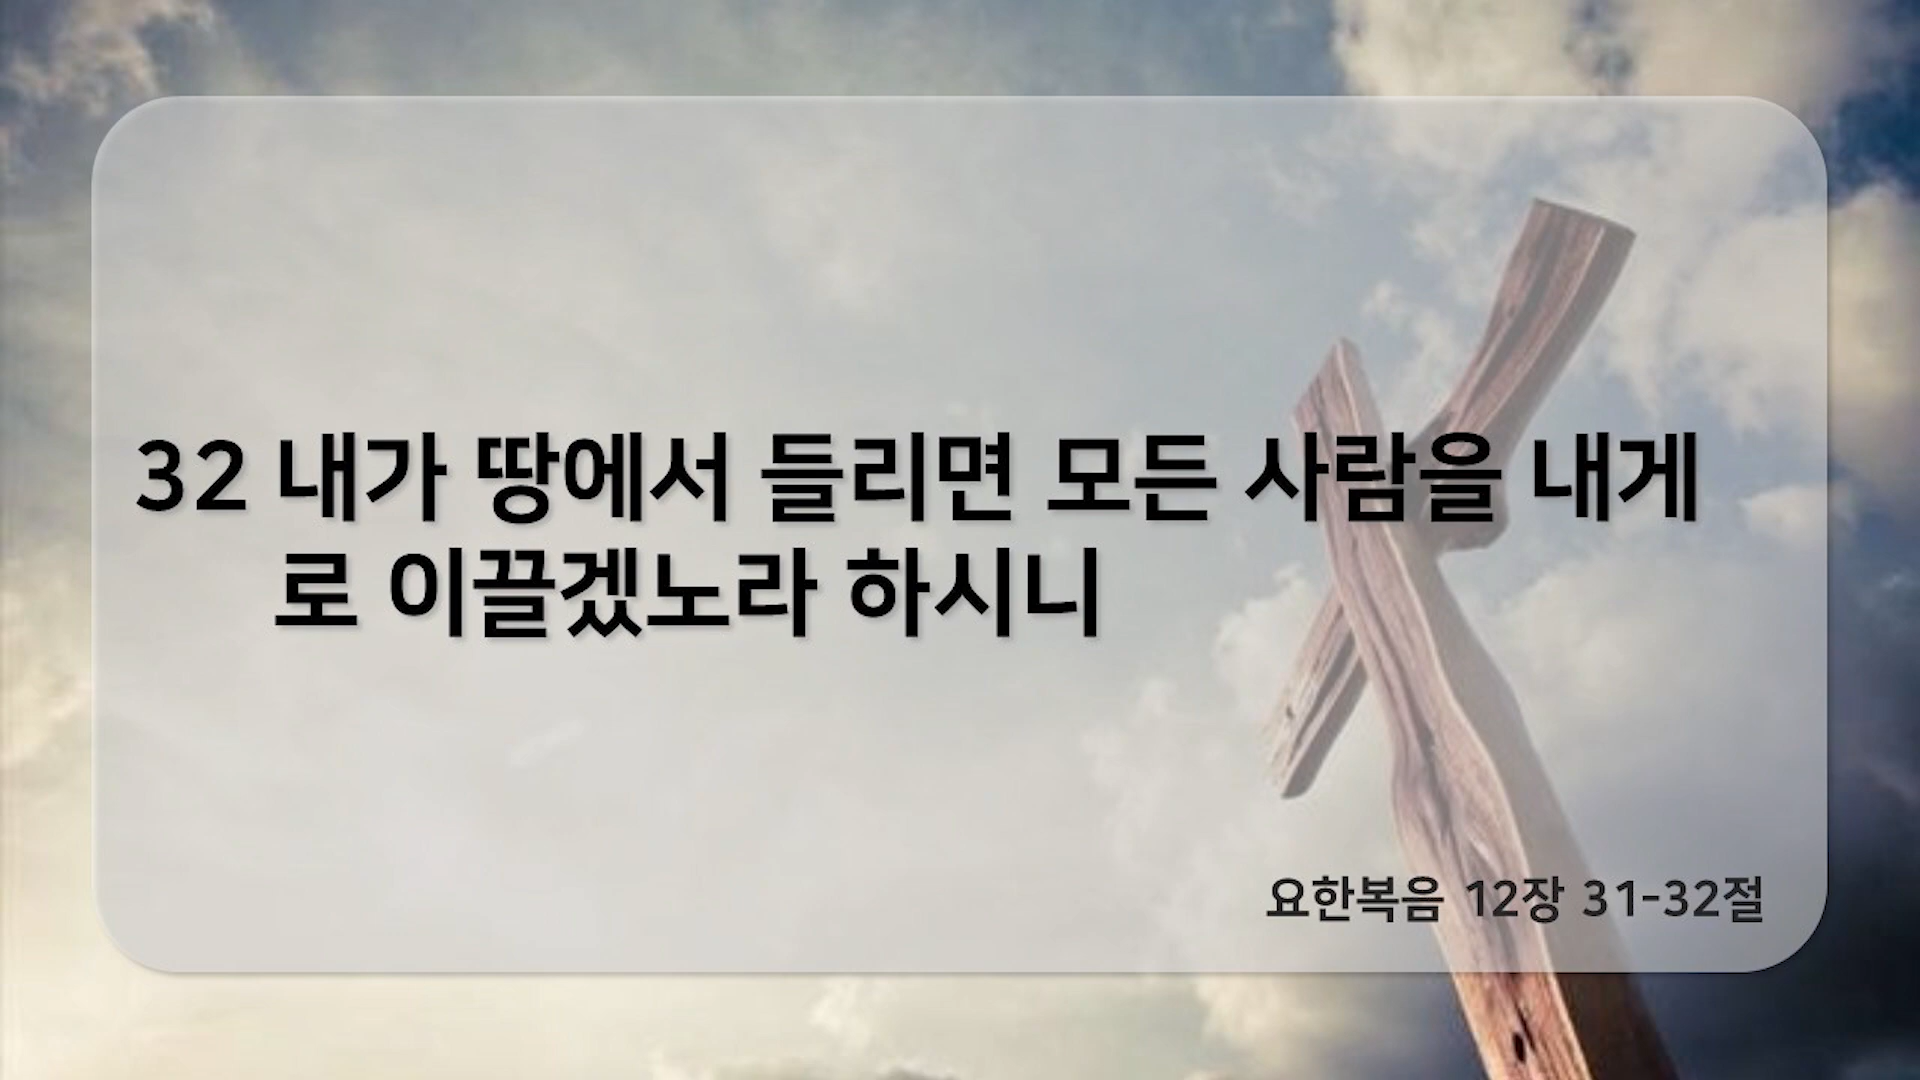 32 내가 땅에서 들리면 모든 사람을 내게
로 이끌겠노라 하시니
요한복음 12장 31-32절